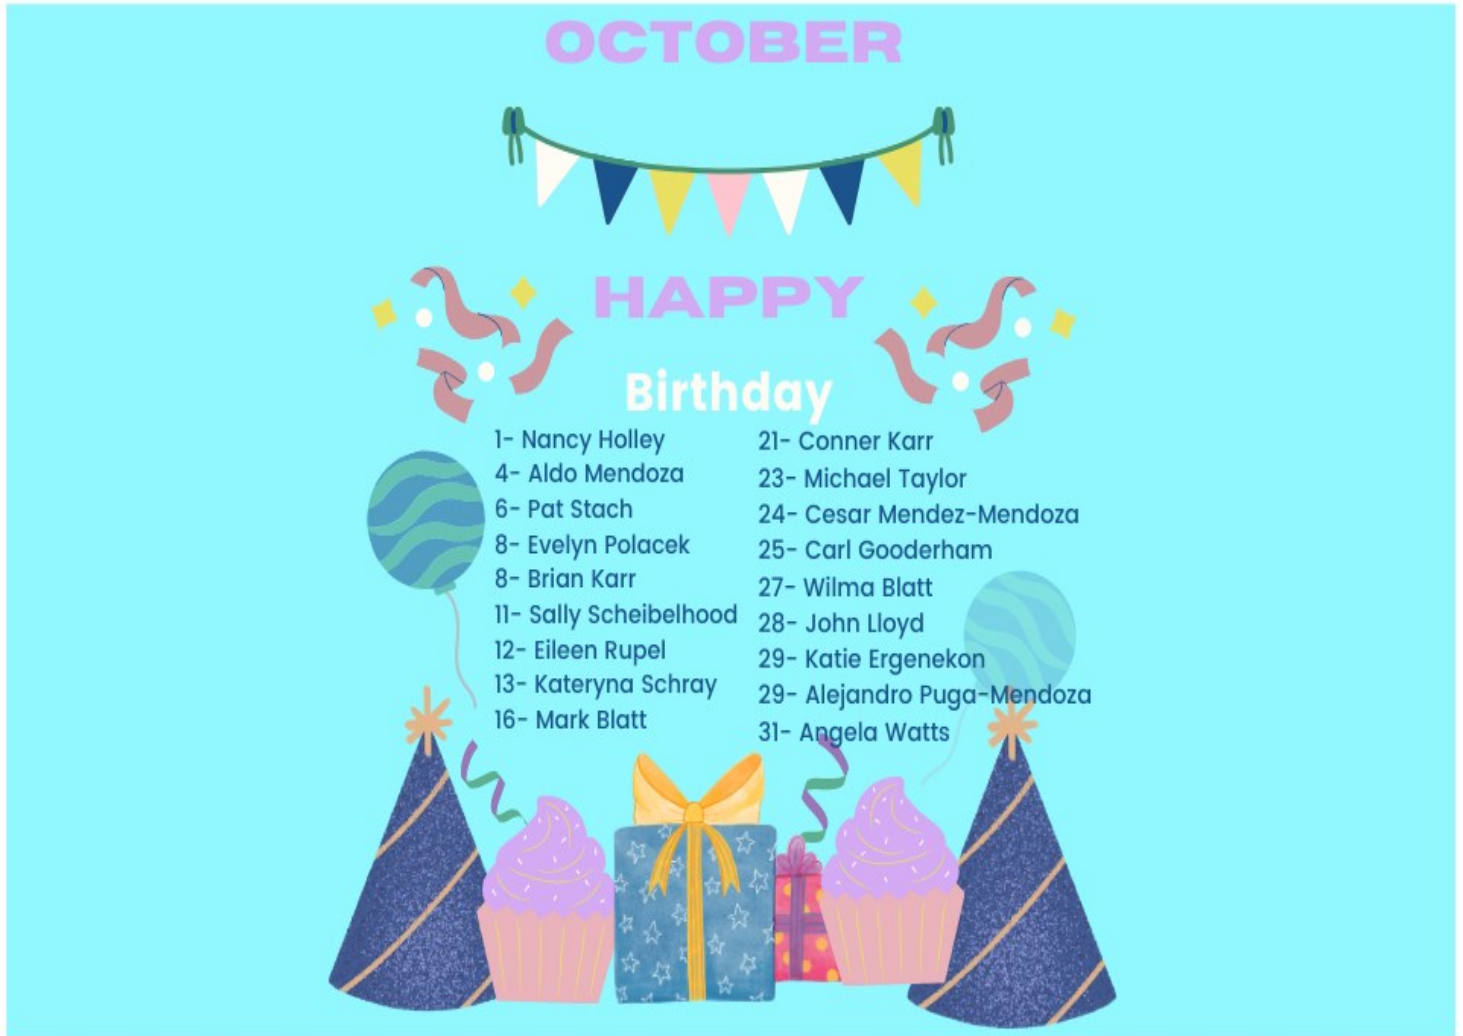 OCTOBER
HAPPY
Birthday
1- Nancy Holley
4- Aldo Mendoza
6- Pat Stach
8- Evelyn Polacek
8- Brian Karr
11- Sally Scheibelhood
12- Eileen Rupel
13- Kateryna Schray
16- Mark Blatt
21- Conner Karr
23- Michael Taylor
24- Cesar Mendez-Mendoza
25- Carl Gooderham
27- Wilma Blatt
28- John Lloyd
29- Katie Ergenekon
29- Alejandro Puga-Mendoza
31- Angela Watts